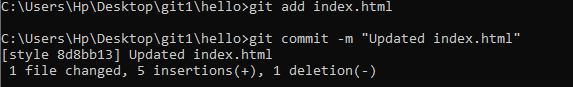 C:\Users\Hp\Desktop\git1\hello>git add index.html
C:\Users\Hp\Desktop\git1\hello>git commit -m "Updated index.html"
[style 8d8bb13] Updated index.html
 1 file changed, 5 insertions(+), 1 deletion(-)